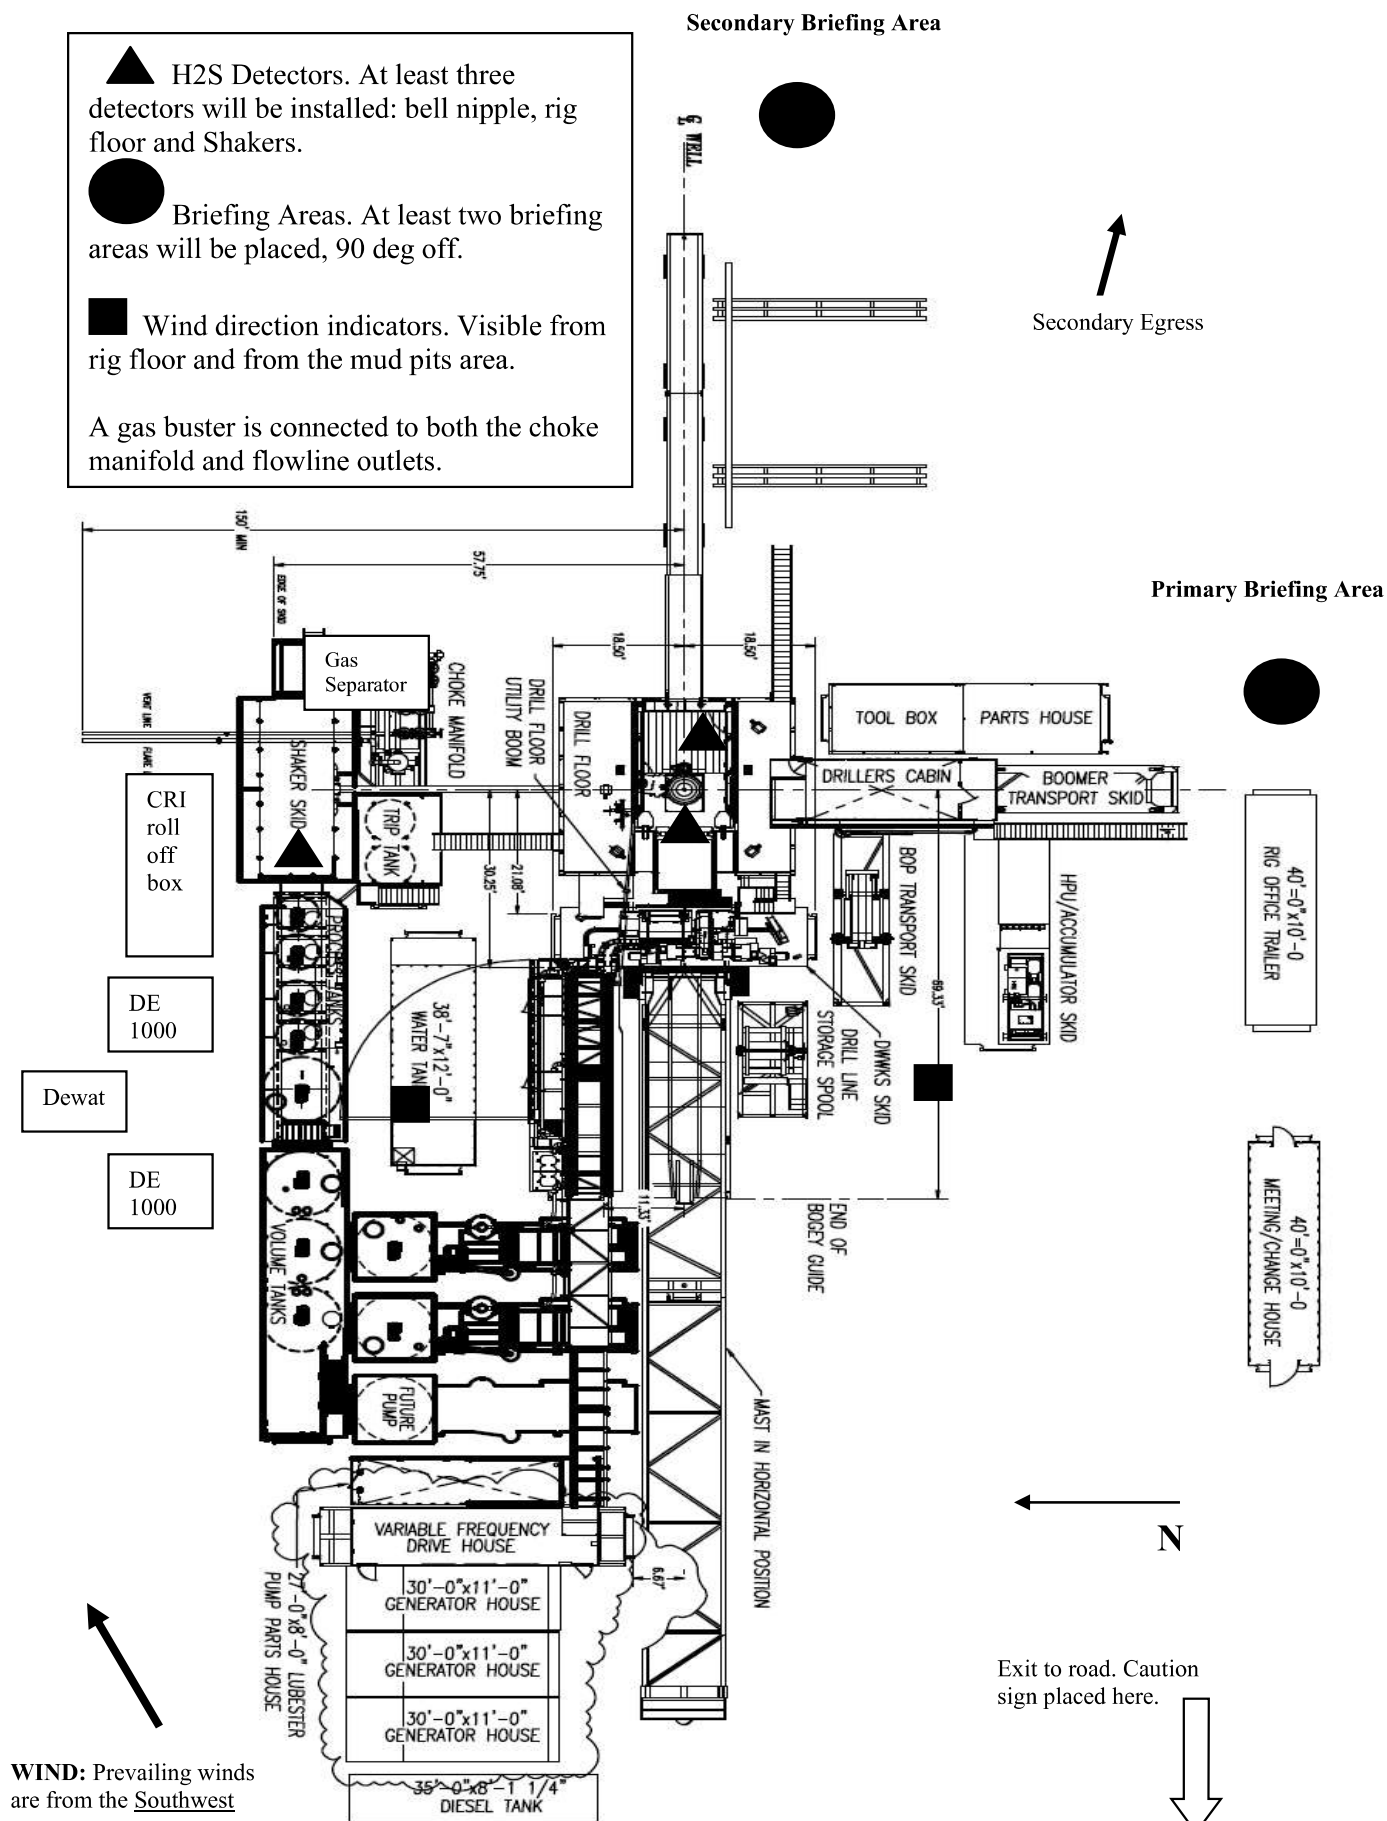 Secondary Briefing Area
H2S Detectors. At least three
detectors will be installed: bell nipple, rig
floor and Shakers.
Briefing Areas. At least two briefing
areas will be placed, 90 deg off.
Wind direction indicators. Visible from
rig floor and from the mud pits area.
A gas buster is connected to both the choke
manifold and flowline outlets.
℄ WELL
Secondary Egress
150' MIN
57.75'
EDGE OF SKID
Primary Briefing Area
18.50'
18.50'
Gas
Separator
CHOKE MANIFOLD
DRILL FLOOR
UTILITY BOOM
DRILL FLOOR
TOOL BOX
PARTS HOUSE
VENT LINE
FLARE
SHAKER SKID
DRILLERS CABIN
BOOMER
TRANSPORT SKID
CRI
roll
off
box
TRIP TANK
30.25'
21.08'
BOP TRANSPORT SKID
HPU/ACCUMULATOR SKID
40'=0"x10'-0
RIG OFFICE TRAILER
PROCESS TANKS
DE
1000
38'-7"x12'-0"
WATER TANK
69.33'
DRILL LINE
STORAGE SPOOL
DWWKS SKID
Dewat
DE
1000
VOLUME TANKS
11.33'
END OF
BOGEY GUIDE
40'=0"x10'-0
MEETING/CHANGE HOUSE
FUTURE
PUMP
MAST IN HORIZONTAL POSITION
N
VARIABLE FREQUENCY
DRIVE HOUSE
6.67'
27'-0"x8'-0" LUBESTER
PUMP PARTS HOUSE
30'-0"x11'-0"
GENERATOR HOUSE
30'-0"x11'-0"
GENERATOR HOUSE
30'-0"x11'-0"
GENERATOR HOUSE
Exit to road. Caution
sign placed here.
WIND: Prevailing winds
are from the Southwest
35'-0"x8'-1 1/4"
DIESEL TANK